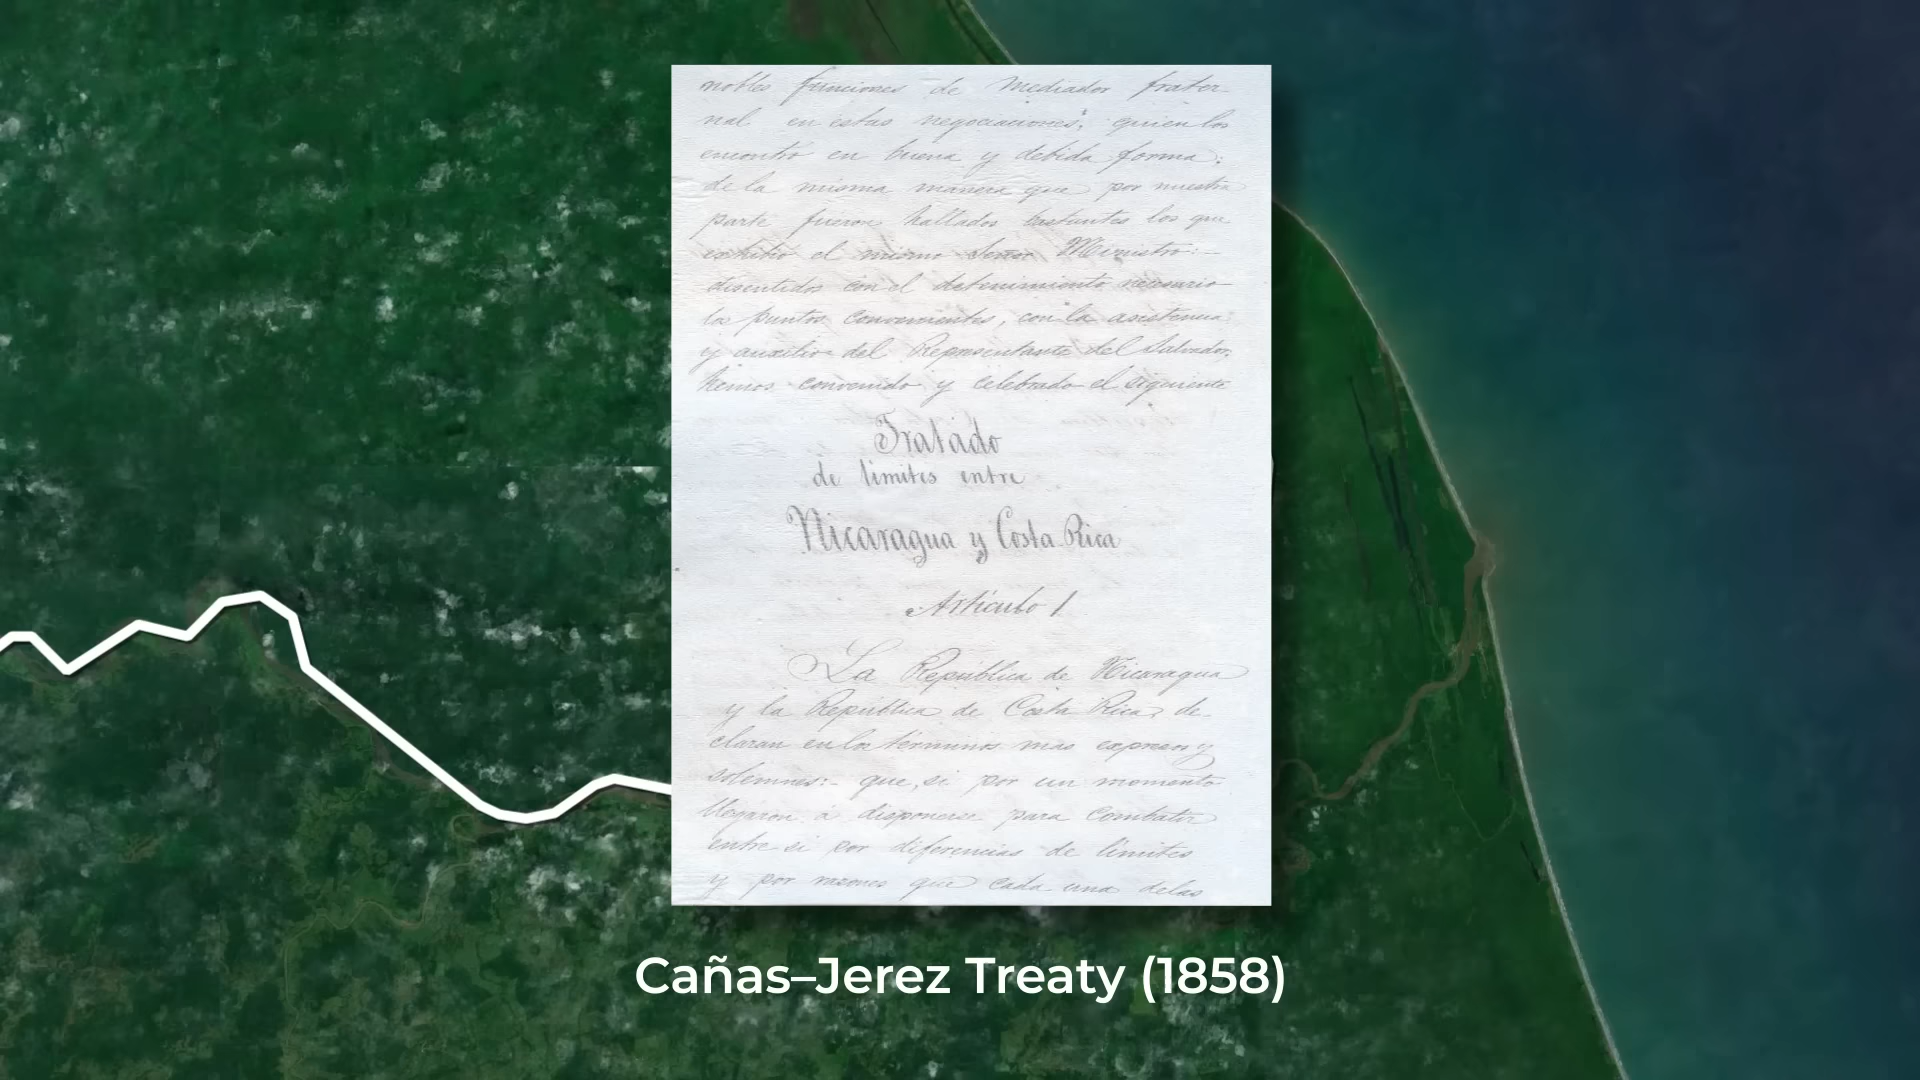 nobles funciones de Mediador frater-
nal en estas negociaciones; quien los
encontró en buena y debida forma;
de la misma manera que por nuestra
parte fueron hallados bastantes los que
exhibió el mismo Señor Ministro:-
discutidos con el detenimiento necesario
los puntos convenientes, con la asistencia
y auxilio del Representante del Salvador,
hemos convenido y celebrado el siguiente
Tratado
de límites entre
Nicaragua y Costa Rica
Artículo 1
La República de Nicaragua
y la República de Costa Rica de-
claran en los términos mas expresos y
solemnes:- que, si por un momento
llegaron á disponerse para combatir
entre si por diferencias de límites
y por razones que cada una de las
Cañas–Jerez Treaty (1858)